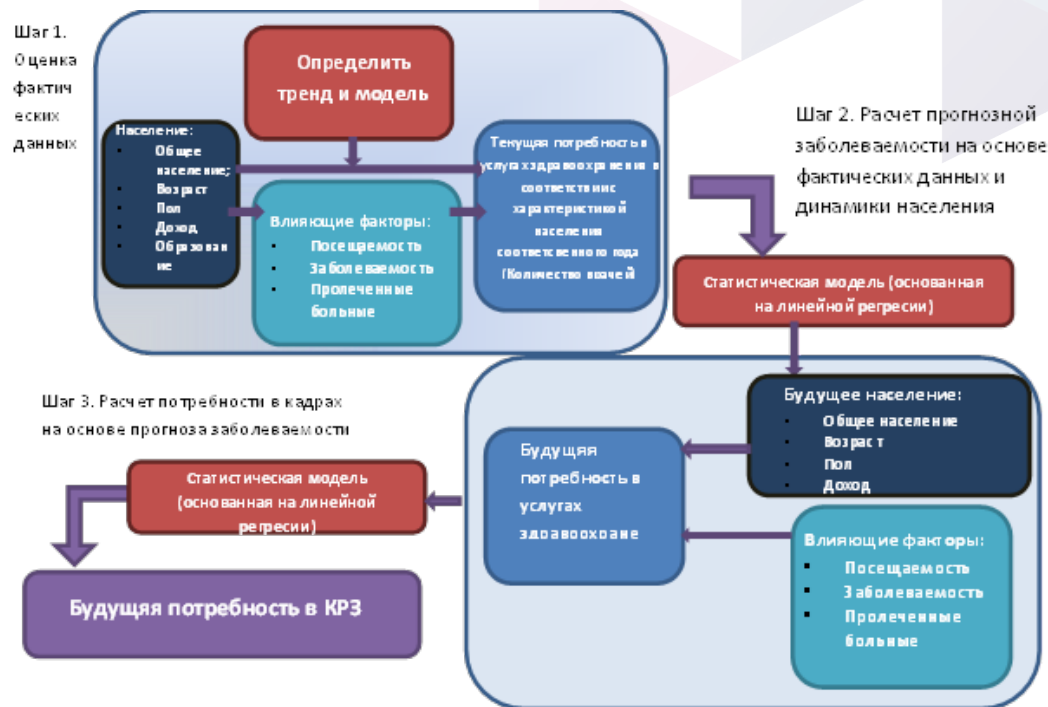 Шаг 1.
Оценка
фактич
еских
данных
Определить
тренд и модель
Население:
Общее
население;
Возраст
Пол
Доход
Образован
ие
Влияющие факторы:
Посещаемость
Заболеваемость
Пролеченные
больные
Текущая потребность в
услугах здравоохранения в
соответствии с
характеристикой
населения
соответственного года
(Количество врачей
Шаг 2. Расчет прогнозной
заболеваемости на основе
фактических данных и
динамики населения
Статистическая модель (основанная
на линейной регресии)
Будущее население:
Общее население
Возраст
Пол
Доход
Влияющие факторы:
Посещаемость
Заболеваемость
Пролеченные
больные
Будущяя
потребность в
услугах
здравоохране
Шаг 3. Расчет потребности в кадрах
на основе прогноза заболеваемости
Статистическая модель
(основанная на линейной
регресии)
Будущяя потребность в КРЗ